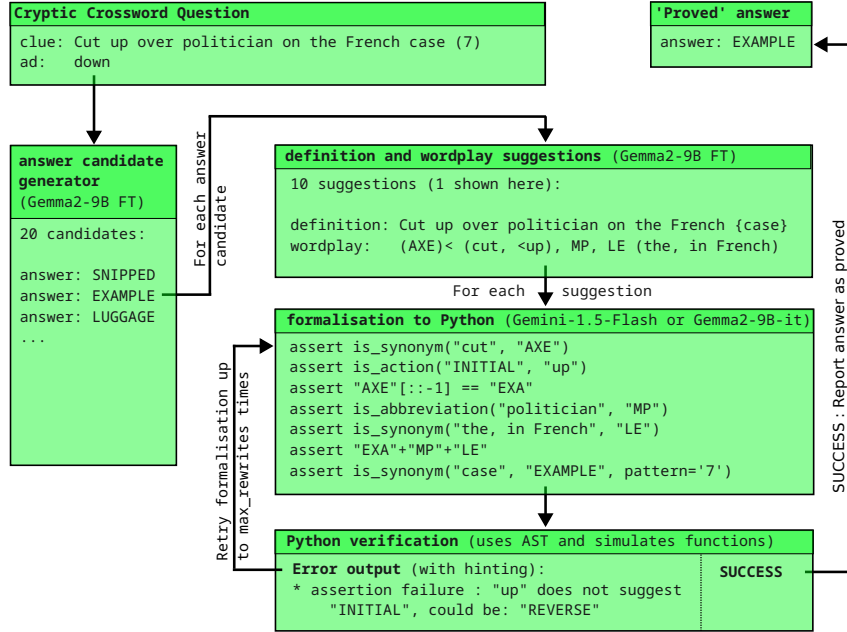 Cryptic Crossword Question
clue: Cut up over politician on the French case (7)
ad:   down
'Proved' answer
answer: EXAMPLE
answer candidate
generator
(Gemma2-9B FT)
20 candidates:
answer: SNIPPED
answer: EXAMPLE
answer: LUGGAGE
...
For each answer
candidate
definition and wordplay suggestions (Gemma2-9B FT)
10 suggestions (1 shown here):
definition: Cut up over politician on the French {case}
wordplay:   (AXE)< (cut, <up), MP, LE (the, in French)
For each suggestion
formalisation to Python (Gemini-1.5-Flash or Gemma2-9B-it)
assert is_synonym("cut", "AXE")
assert is_action("INITIAL", "up")
assert "AXE"[::-1] == "EXA"
assert is_abbreviation("politician", "MP")
assert is_synonym("the, in French", "LE")
assert "EXA"+"MP"+"LE"
assert is_synonym("case", "EXAMPLE", pattern='7')
Retry formalisation up
to max_rewrites times
Python verification (uses AST and simulates functions)
Error output (with hinting):
* assertion failure : "up" does not suggest
"INITIAL", could be: "REVERSE"
SUCCESS
SUCCESS : Report answer as proved